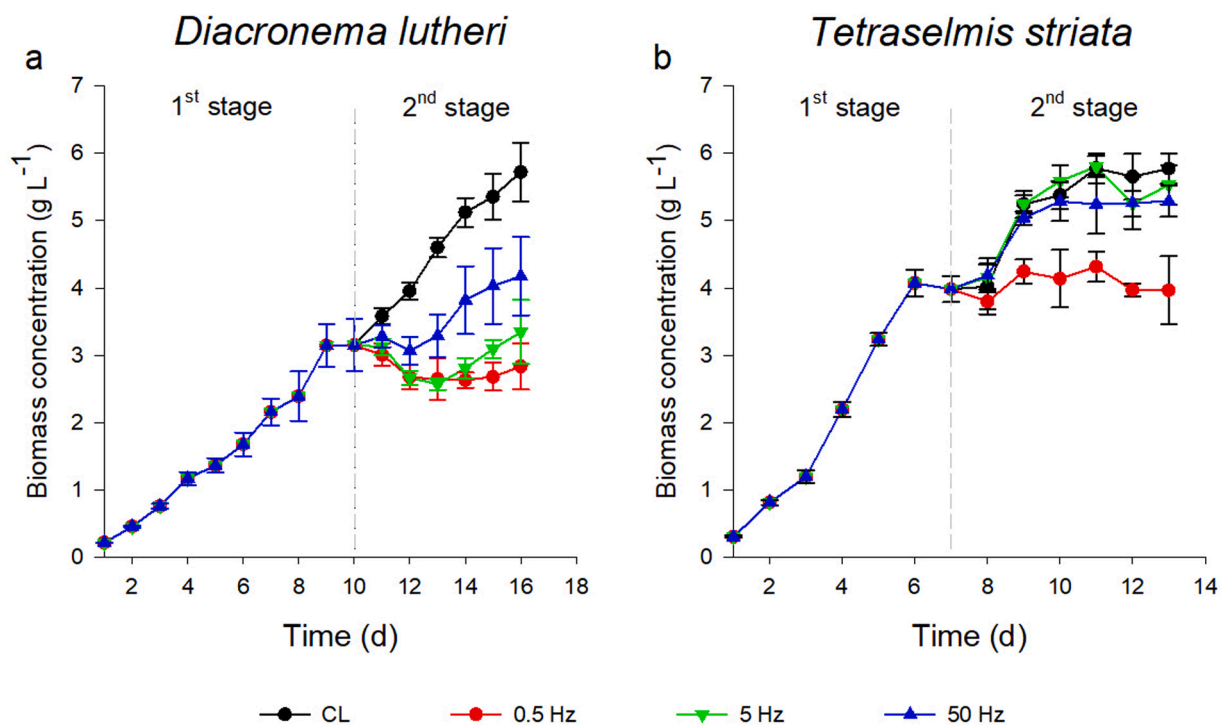 Diacronema lutheri
Tetraselmis striata
a
7
6
5
4
3
2
1
0
Biomass concentration (g L⁻¹)
1ˢᵗ stage
2ⁿᵈ stage
2 4 6 8 10 12 14 16 18
Time (d)
b
7
6
5
4
3
2
1
0
Biomass concentration (g L⁻¹)
1ˢᵗ stage
2ⁿᵈ stage
2 4 6 8 10 12 14
Time (d)
CL 0.5 Hz 5 Hz 50 Hz